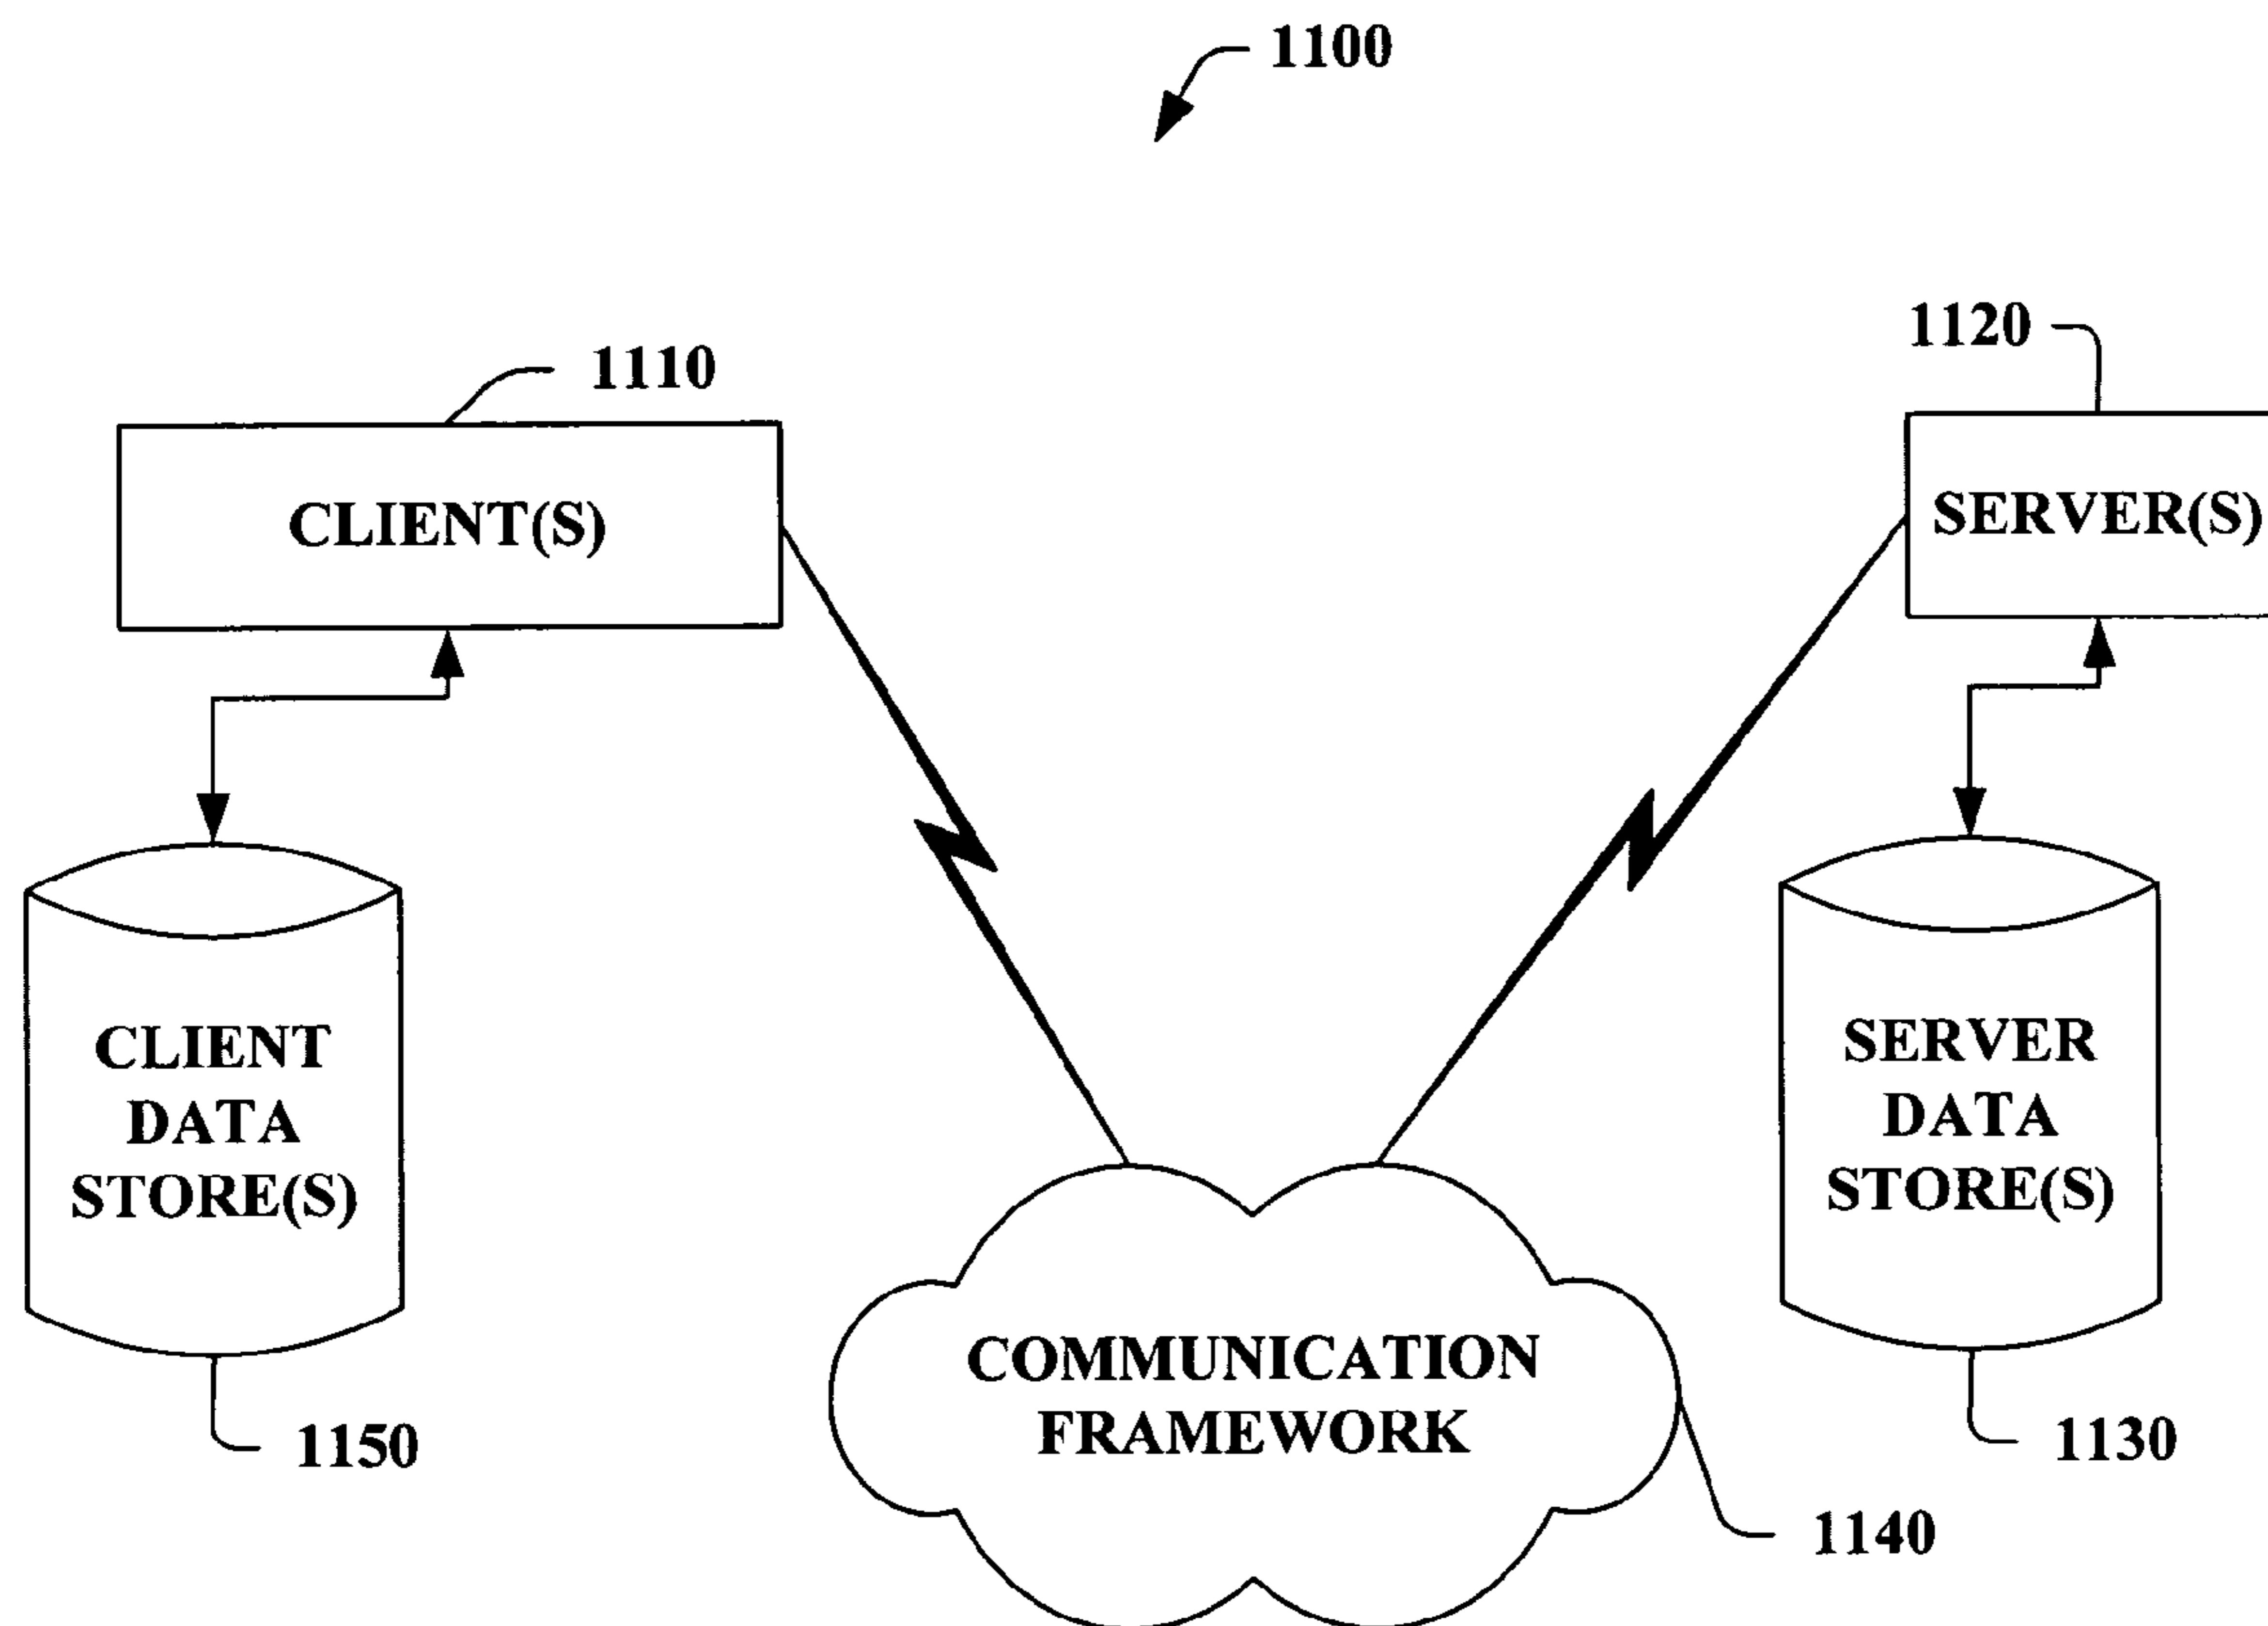 1100
1110
1120
CLIENT(S)
SERVER(S)
CLIENT
DATA
STORE(S)
SERVER
DATA
STORE(S)
COMMUNICATION
FRAMEWORK
1150
1130
1140